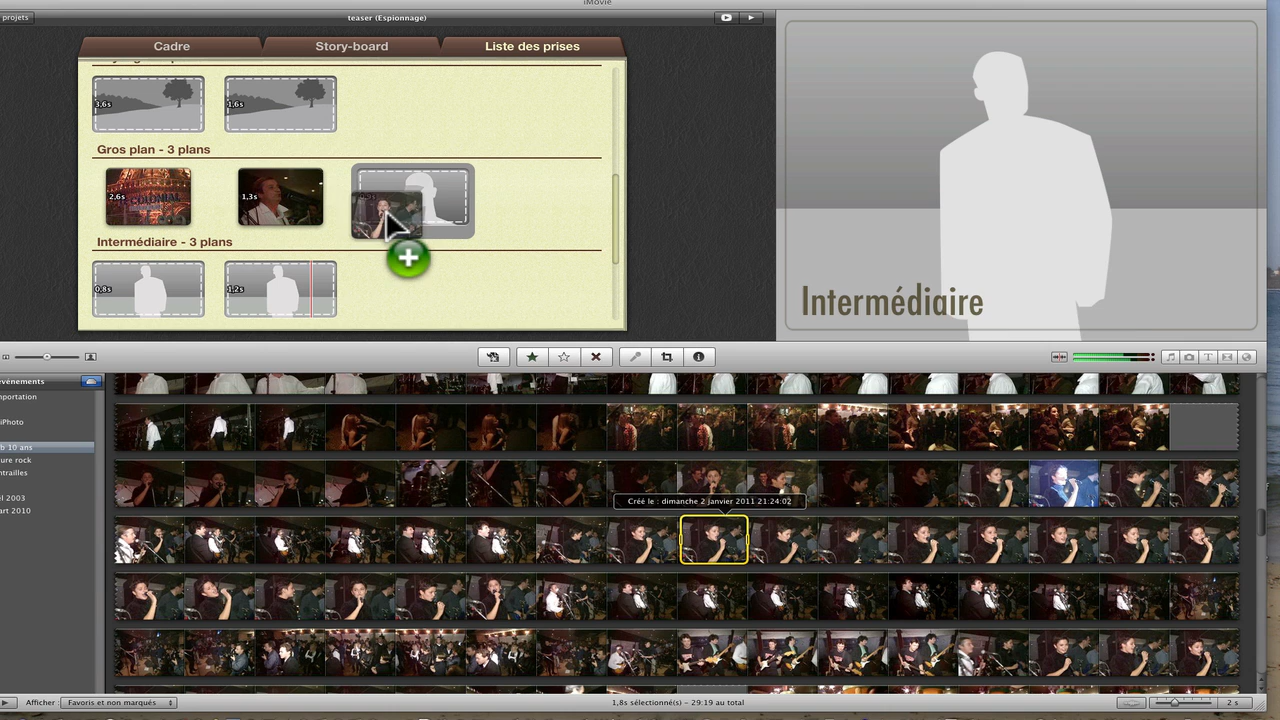 iMovie
projets
teaser (Espionnage)
Cadre
Story-board
Liste des prises
3,6s
1,6s
Gros plan - 3 plans
2,6s
COLONIAL
1,3s
Intermédiaire - 3 plans
0,8s
1,2s
Intermédiaire
événements
mportation
iPhoto
b 10 ans
ure rock
ntrailles
el 2003
art 2010
Créé le : dimanche 2 janvier 2011 21:24:02
Afficher :
Favoris et non marqués
1,8s sélectionné(s) - 29:19 au total
2 s